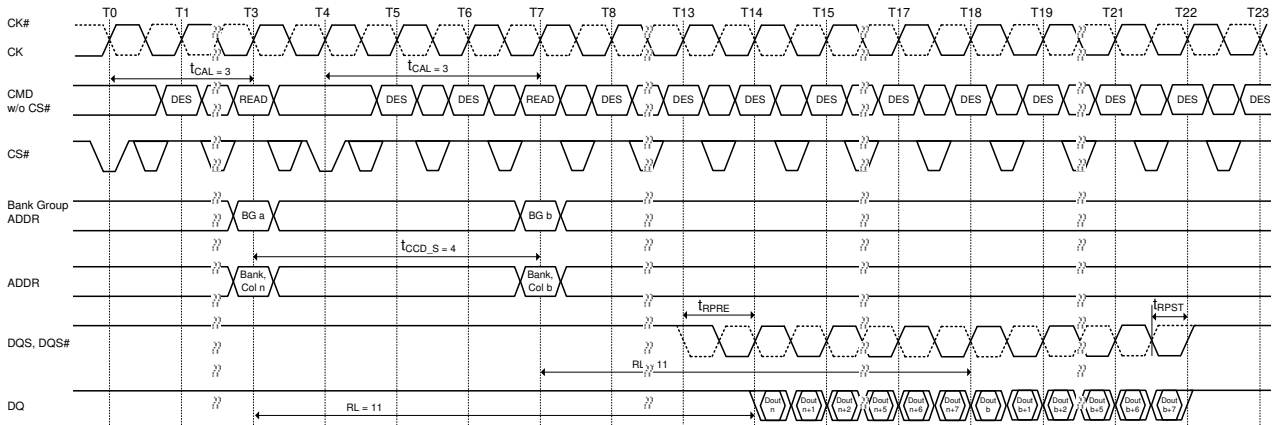 T0 T1 T3 T4 T5 T6 T7 T8 T13 T14 T15 T17 T18 T19 T21 T22 T23
CK#
CK
tCAL = 3 tCAL = 3
CMD
w/o CS#
DES READ DES DES READ DES DES DES DES DES DES DES DES DES DES
CS#
Bank Group
ADDR
BG a BG b
tCCD_S = 4
ADDR
Bank,
Col n
Bank,
Col b
tRPRE tRPST
DQS, DQS#
RL = 11
DQ
RL = 11
Dout
n
Dout
n+1
Dout
n+2
Dout
n+5
Dout
n+6
Dout
n+7
Dout
b
Dout
b+1
Dout
b+2
Dout
b+5
Dout
b+6
Dout
b+7